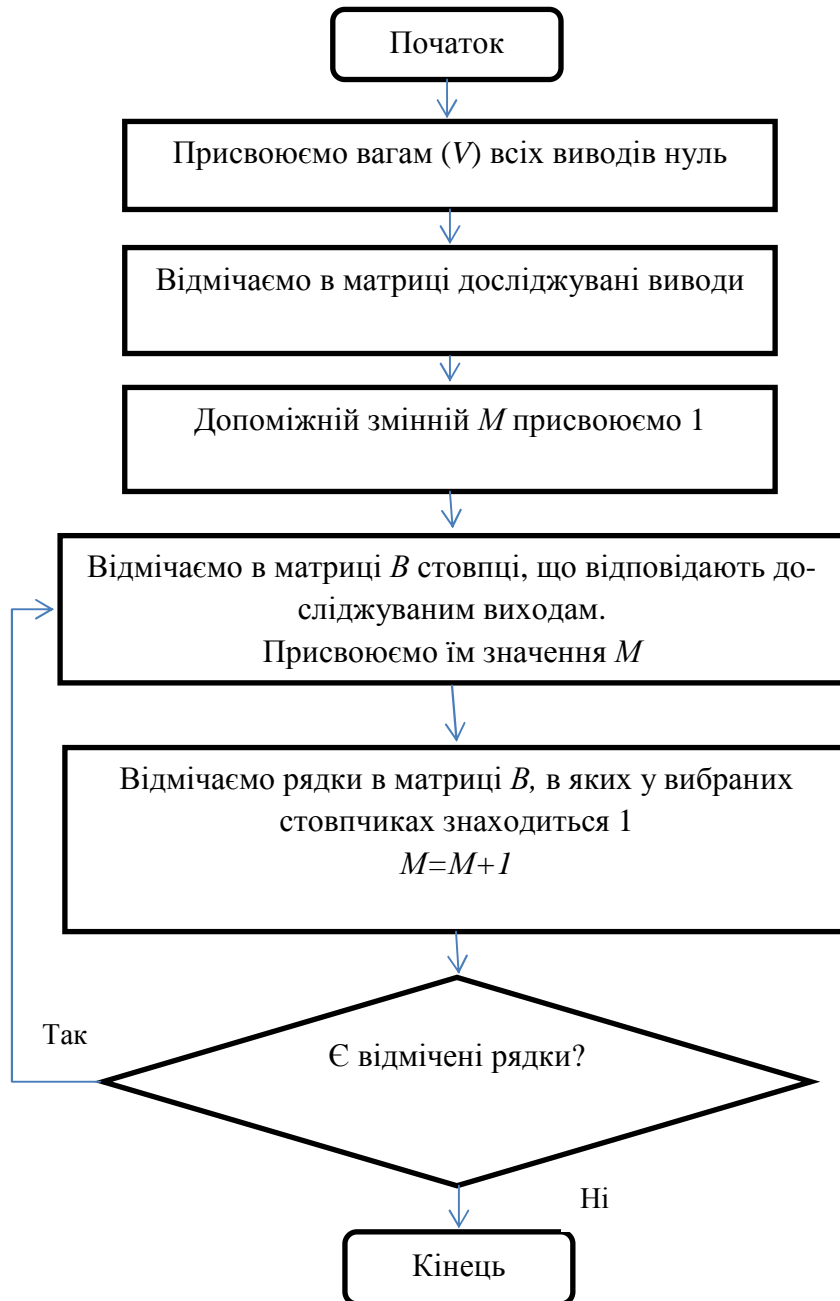 Початок
Присвоюємо вагам (V) всіх виводів нуль
Відмічаємо в матриці досліджувані виводи
Допоміжній змінній M присвоюємо 1
Відмічаємо в матриці B стовпці, що відповідають до-
сліджуваним виходам.
Присвоюємо їм значення M
Відмічаємо рядки в матриці B, в яких у вибраних
стовпчиках знаходиться 1
M=M+1
Так
Є відмічені рядки?
Ні
Кінець